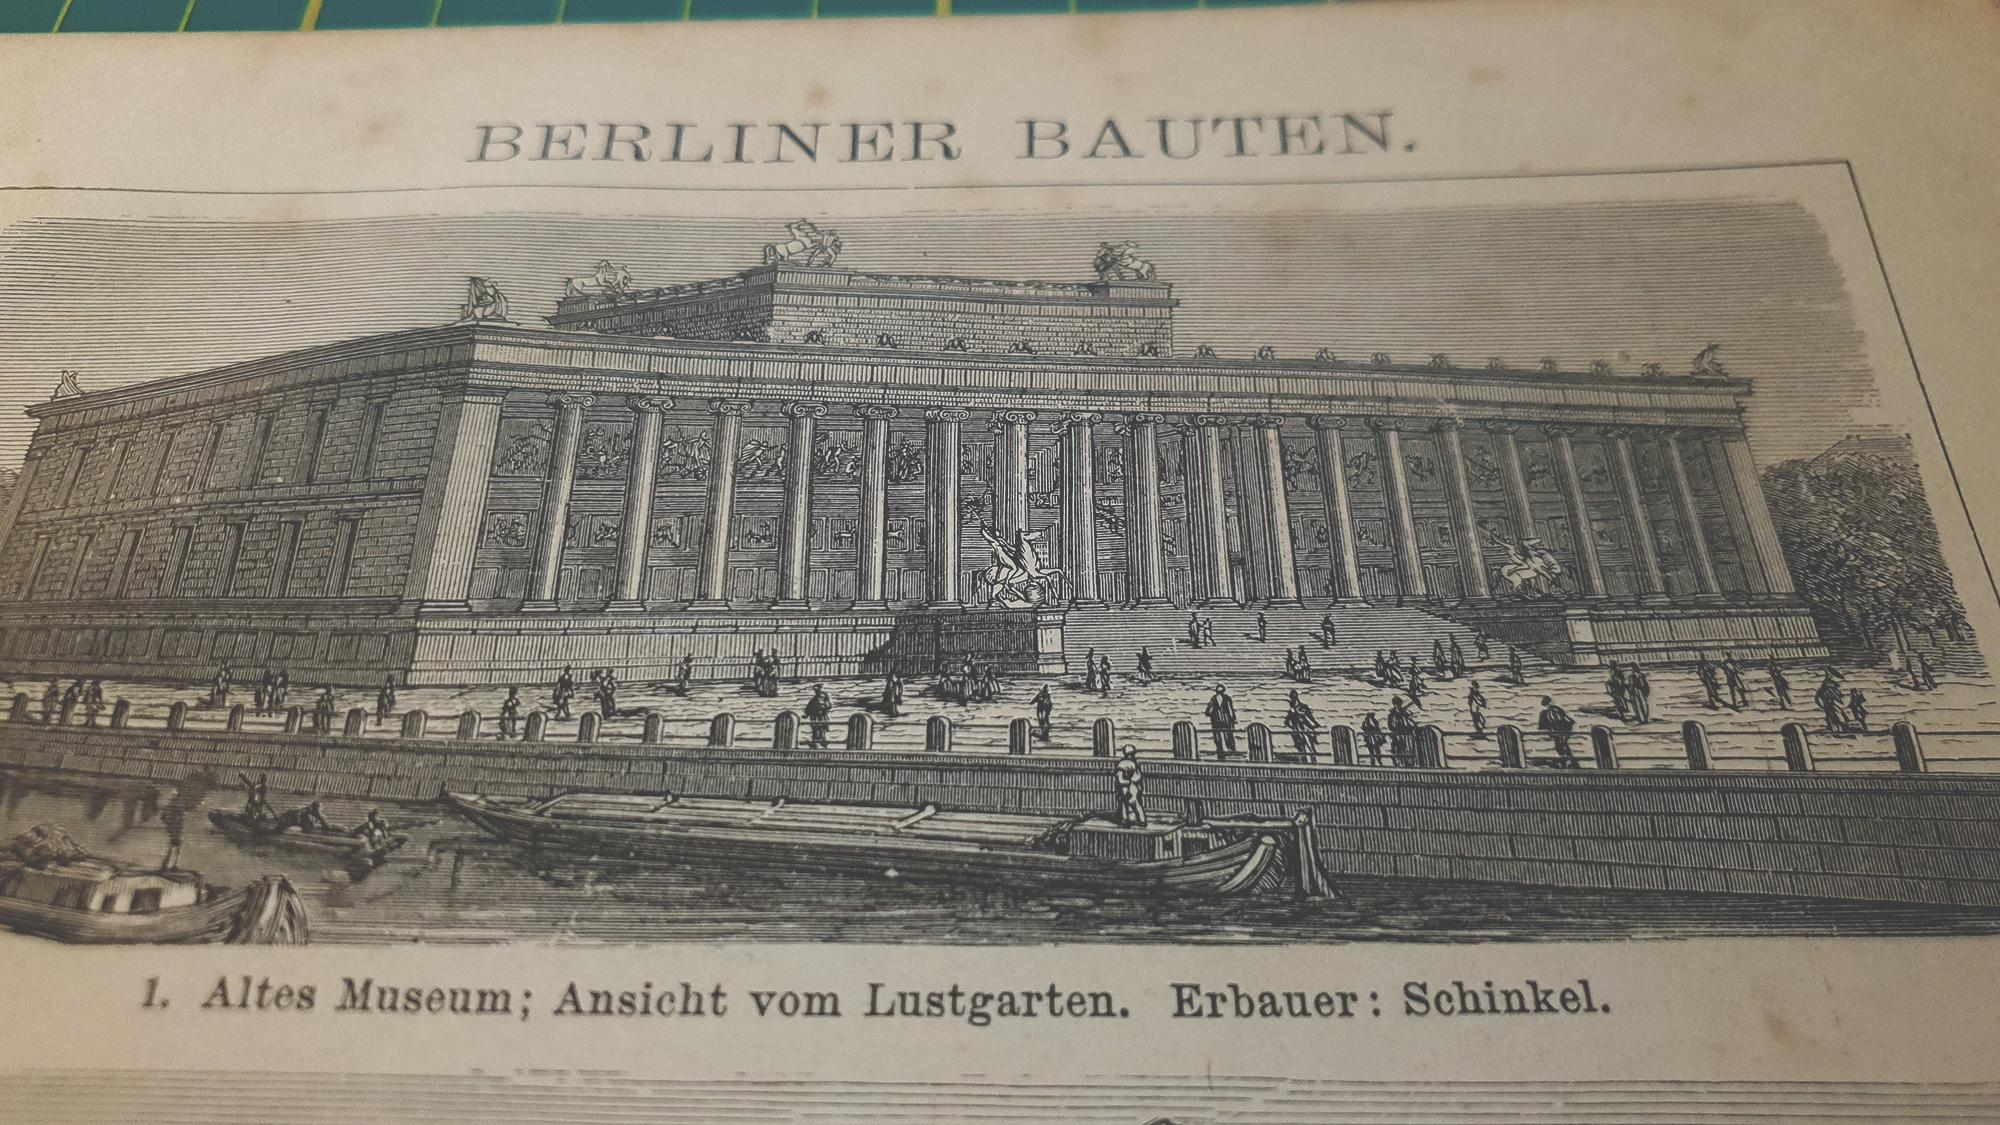 BERLINER BAUTEN.
1. Altes Museum; Ansicht vom Lustgarten. Erbauer: Schinkel.